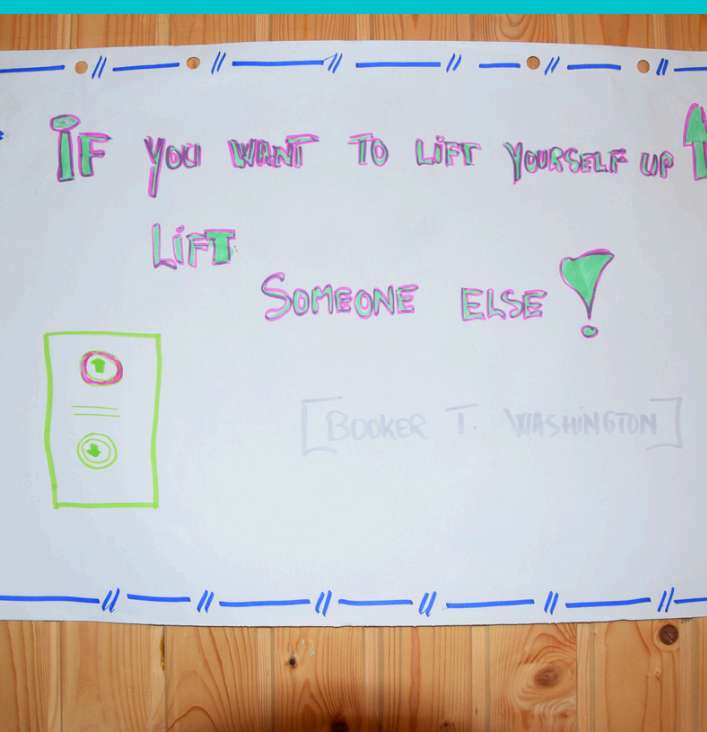 IF YOU WANT TO LIFT YOURSELF UP
LIFT
SOMEONE ELSE!
[BOOKER T. WASHINGTON]